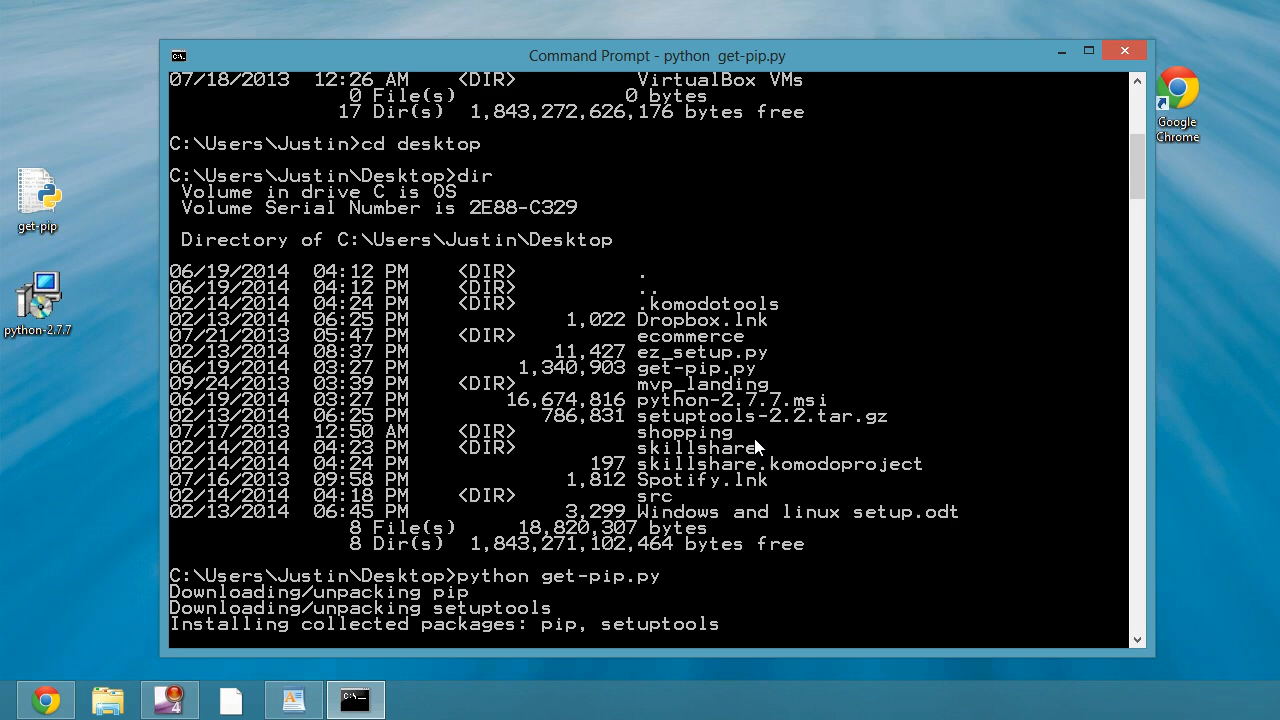 Command Prompt - python  get-pip.py
07/18/2013  12:26 AM    <DIR>          VirtualBox VMs
               0 File(s)              0 bytes
              17 Dir(s)  1,843,272,626,176 bytes free
C:\Users\Justin>cd desktop
C:\Users\Justin\Desktop>dir
 Volume in drive C is OS
 Volume Serial Number is 2E88-C329
 Directory of C:\Users\Justin\Desktop
06/19/2014  04:12 PM    <DIR>          .
06/19/2014  04:12 PM    <DIR>          ..
02/14/2014  04:24 PM    <DIR>          .komodotools
02/13/2014  06:25 PM             1,022 Dropbox.lnk
07/21/2013  05:47 PM    <DIR>          ecommerce
02/13/2014  08:37 PM            11,427 ez_setup.py
06/19/2014  03:27 PM         1,340,903 get-pip.py
09/24/2013  03:39 PM    <DIR>          mvp_landing
06/19/2014  03:27 PM        16,674,816 python-2.7.7.msi
02/13/2014  06:25 PM           786,831 setuptools-2.2.tar.gz
07/17/2013  12:50 AM    <DIR>          shopping
02/14/2014  04:23 PM    <DIR>          skillshare
02/14/2014  04:24 PM               197 skillshare.komodoproject
07/16/2013  09:58 PM             1,812 Spotify.lnk
02/14/2014  04:18 PM    <DIR>          src
02/13/2014  06:45 PM             3,299 Windows and linux setup.odt
               8 File(s)     18,820,307 bytes
               8 Dir(s)  1,843,271,102,464 bytes free
C:\Users\Justin\Desktop>python get-pip.py
Downloading/unpacking pip
Downloading/unpacking setuptools
Installing collected packages: pip, setuptools
get-pip
python-2.7.7
Google
Chrome
4
C:\_